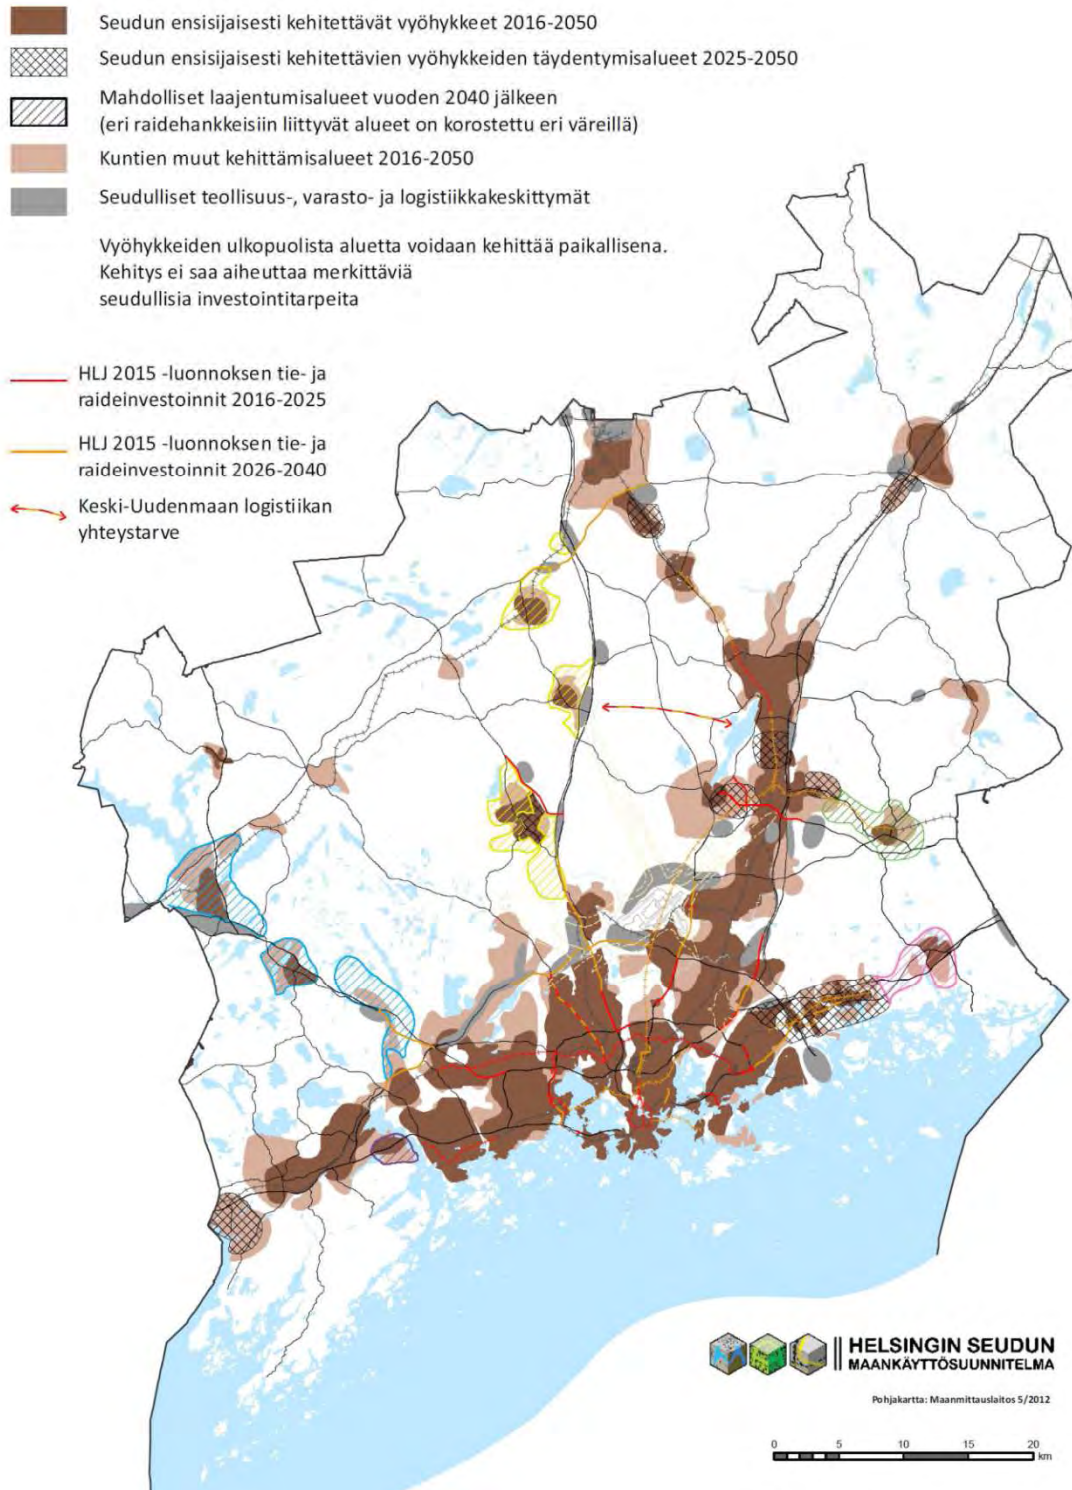 Seudun ensisijaisesti kehitettävät vyöhykkeet 2016-2050
Seudun ensisijaisesti kehitettävien vyöhykkeiden täydentymisalueet 2025-2050
Mahdolliset laajentumisalueet vuoden 2040 jälkeen
(eri raidehankkeisiin liittyvät alueet on korostettu eri väreillä)
Kuntien muut kehittämisalueet 2016-2050
Seudulliset teollisuus-, varasto- ja logistiikkakeskittymät
Vyöhykkeiden ulkopuolista aluetta voidaan kehittää paikallisena.
Kehitys ei saa aiheuttaa merkittäviä
seudullisia investointitarpeita
HLJ 2015 -luonnoksen tie- ja
raideinvestoinnit 2016-2025
HLJ 2015 -luonnoksen tie- ja
raideinvestoinnit 2026-2040
Keski-Uudenmaan logistiikan
yhteystarve
HELSINGIN SEUDUN
MAANKÄYTTÖSUUNNITELMA
Pohjakartta: Maanmittauslaitos 5/2012
0 5 10 15 20
km